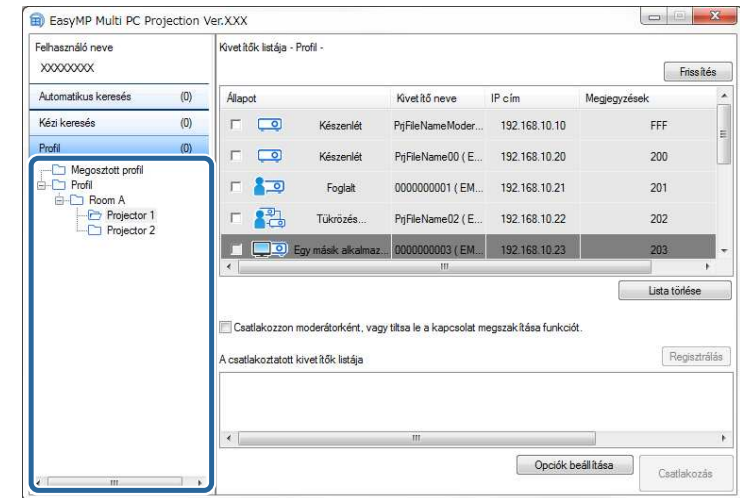 EasyMP Multi PC Projection Ver.XXX
Felhasználó neve
XXXXXXXX
Automatikus keresés (0)
Kézi keresés (0)
Profil (0)
Megosztott profil
Profil
Room A
Projector 1
Projector 2
Kivetítők listája - Profil -
Frissítés
Állapot Kivetítő neve IP cím Megjegyzések
Készenlét PrjFileNameModer... 192.168.10.10 FFF
Készenlét PrjFileName00 ( E... 192.168.10.20 200
Foglalt 0000000001 ( EM... 192.168.10.21 201
Tükrözés... PrjFileName02 ( E... 192.168.10.22 202
Egy másik alkalmaz... 0000000003 ( EM... 192.168.10.23 203
Lista törlése
Csatlakozzon moderátorként, vagy tiltsa le a kapcsolat megszakítása funkciót.
A csatlakoztatott kivetítők listája
Regisztrálás
Opciók beállítása
Csatlakozás